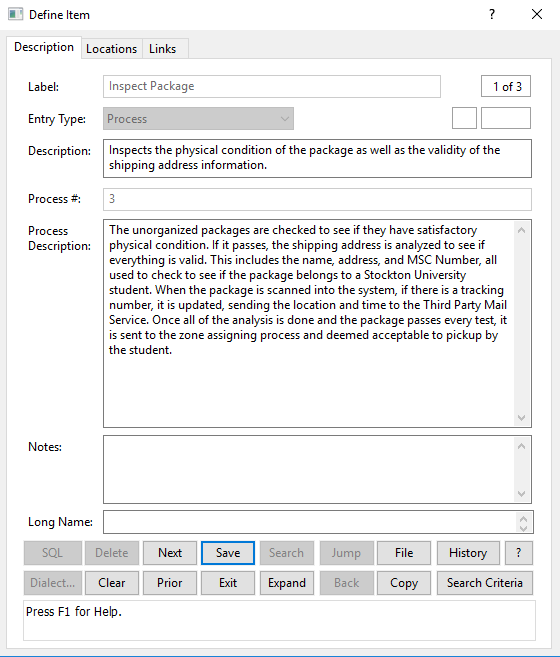 Define Item
?
Description Locations Links
Label: Inspect Package 1 of 3
Entry Type: Process
Description: Inspects the physical condition of the package as well as the validity of the
shipping address information.
Process #: 3
Process
Description:
The unorganized packages are checked to see if they have satisfactory
physical condition. If it passes, the shipping address is analyzed to see if
everything is valid. This includes the name, address, and MSC Number, all
used to check to see if the package belongs to a Stockton University
student. When the package is scanned into the system, if there is a tracking
number, it is updated, sending the location and time to the Third Party Mail
Service. Once all of the analysis is done and the package passes every test, it
is sent to the zone assigning process and deemed acceptable to pickup by
the student.
Notes:
Long Name:
SQL Delete Next Save Search Jump File History ?
Dialect... Clear Prior Exit Expand Back Copy Search Criteria
Press F1 for Help.